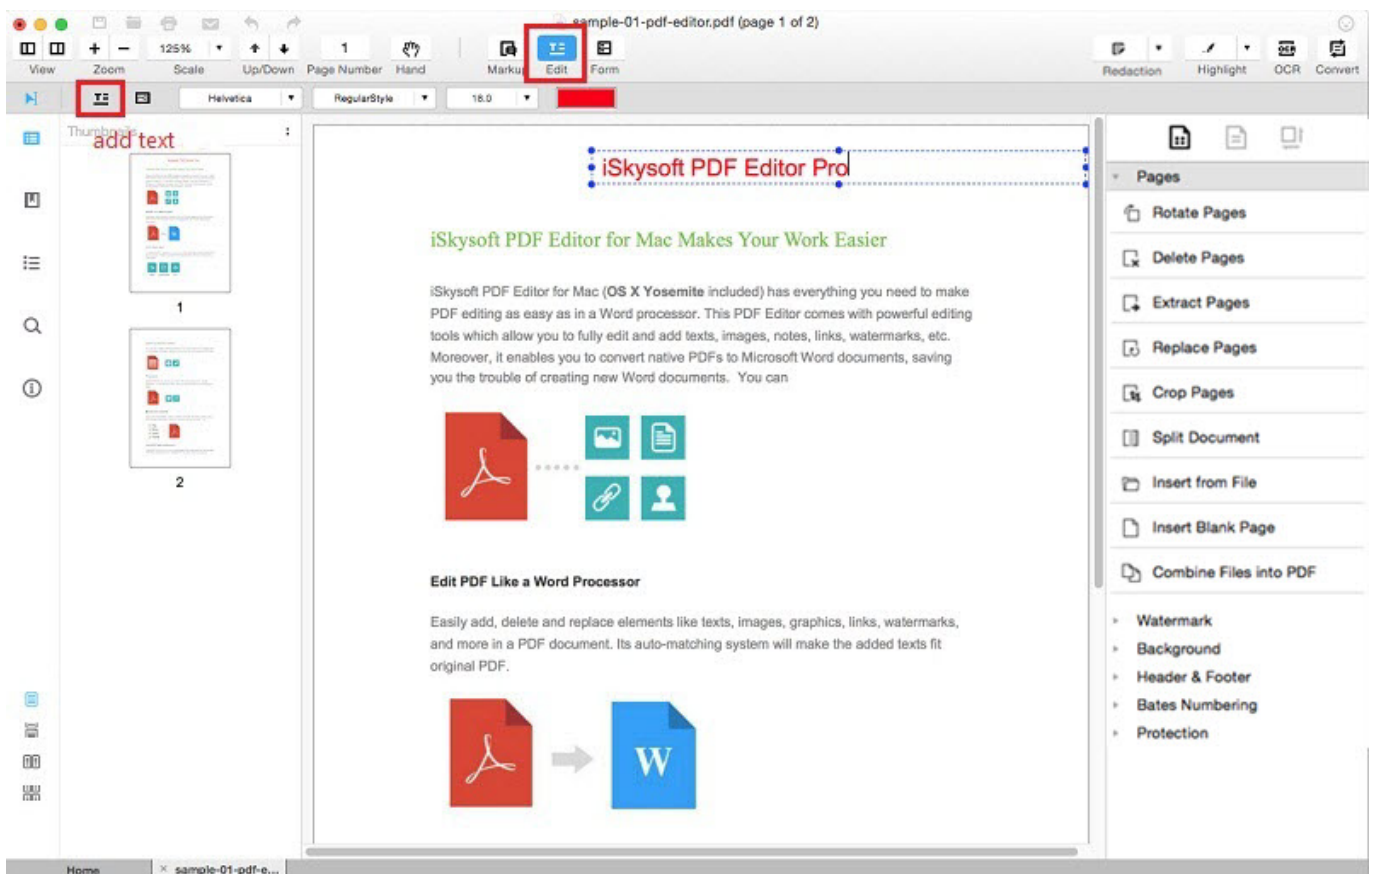 sample-01-pdf-editor.pdf (page 1 of 2)
125%
1
View
Zoom
Scale
Up/Down
Page Number
Hand
Markup
Edit
Form
Redaction
Highlight
OCR
Convert
Helvetica
RegularStyle
18.0
add text
1
2
iSkysoft PDF Editor Pro
iSkysoft PDF Editor for Mac Makes Your Work Easier
iSkysoft PDF Editor for Mac (OS X Yosemite included) has everything you need to make
PDF editing as easy as in a Word processor. This PDF Editor comes with powerful editing
tools which allow you to fully edit and add texts, images, notes, links, watermarks, etc.
Moreover, it enables you to convert native PDFs to Microsoft Word documents, saving
you the trouble of creating new Word documents. You can
Edit PDF Like a Word Processor
Easily add, delete and replace elements like texts, images, graphics, links, watermarks,
and more in a PDF document. Its auto-matching system will make the added texts fit
original PDF.
W
Pages
Rotate Pages
Delete Pages
Extract Pages
Replace Pages
Crop Pages
Split Document
Insert from File
Insert Blank Page
Combine Files into PDF
Watermark
Background
Header & Footer
Bates Numbering
Protection
Home
sample-01-pdf-e...